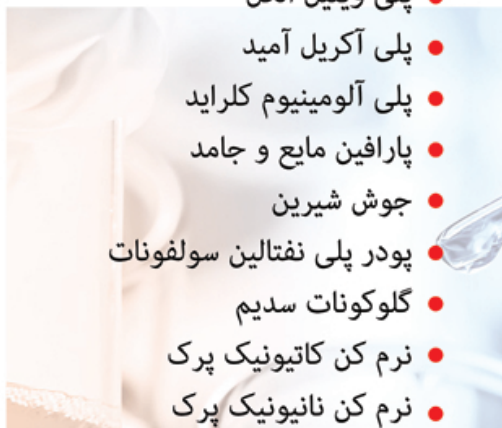 پلی آکریل آمید
پلی آلومینیوم کلراید
پارافین مایع و جامد
جوش شیرین
پودر پلی نفتالین سولفونات
گلوکونات سدیم
نرم کن کاتیونیک پرک
نرم کن نانیونیک پرک